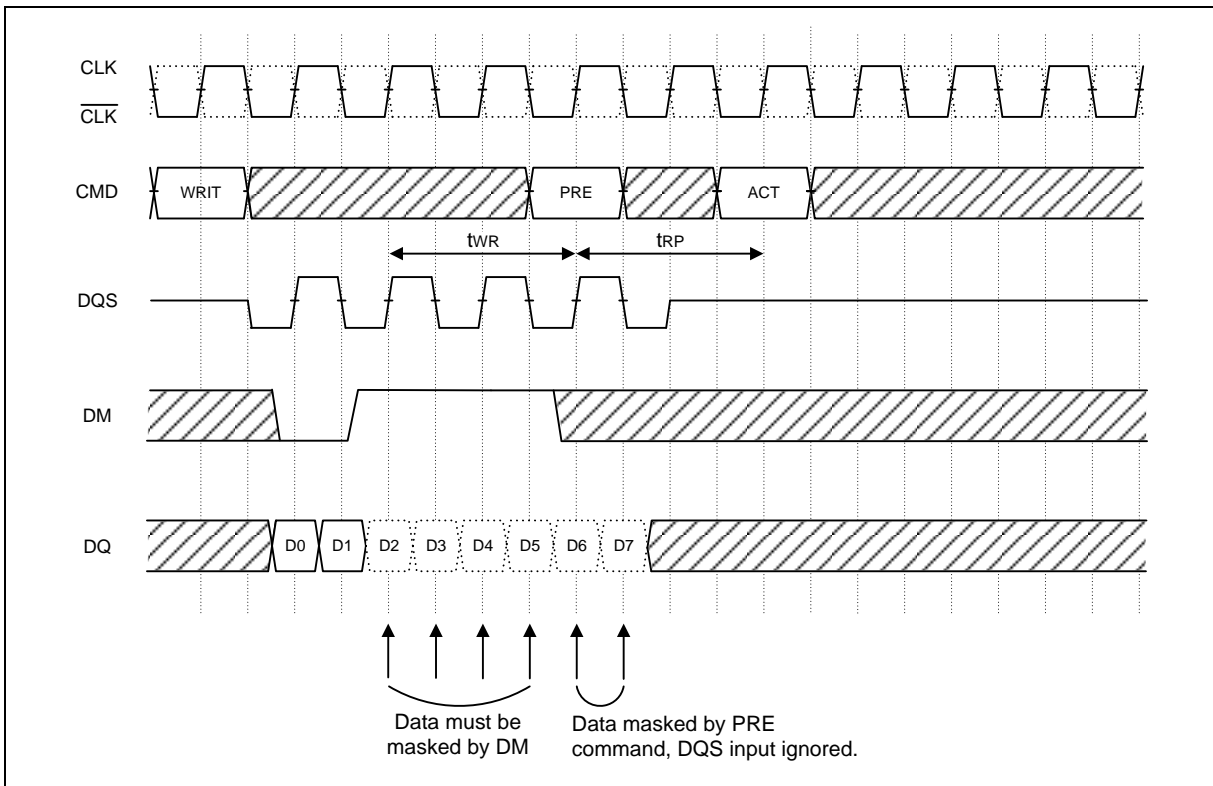 CLK
CLK
CMD WRIT PRE ACT
tWR tRP
DQS
DM
DQ D0 D1 D2 D3 D4 D5 D6 D7
Data must be
masked by DM
Data masked by PRE
command, DQS input ignored.